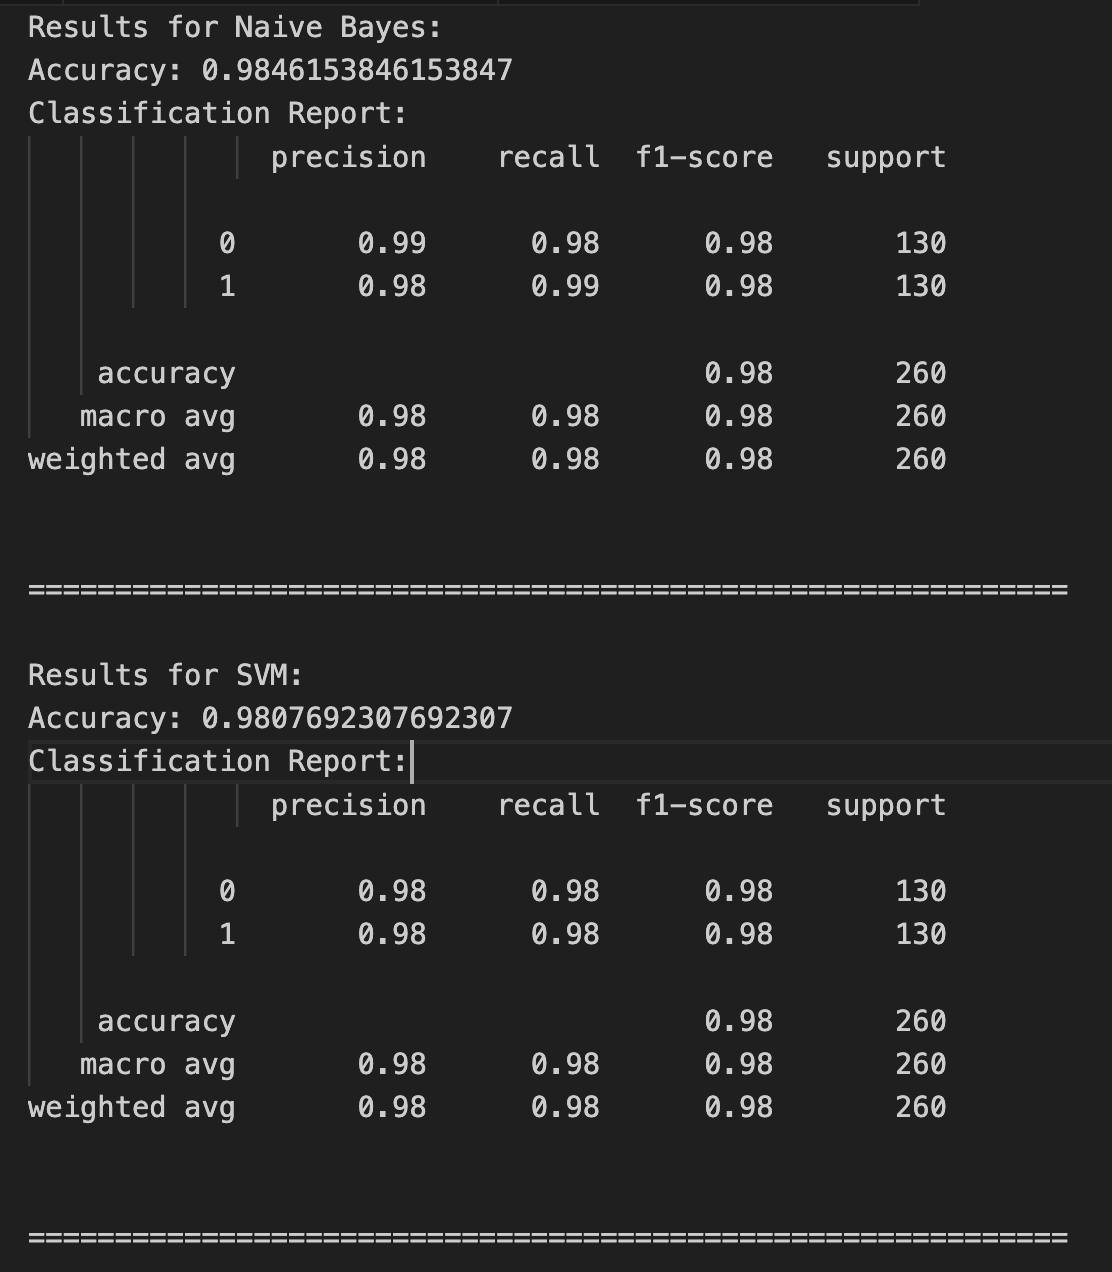 Results for Naive Bayes:
Accuracy: 0.9846153846153847
Classification Report:
precision recall f1-score support
0 0.99 0.98 0.98 130
1 0.98 0.99 0.98 130
accuracy 0.98 260
macro avg 0.98 0.98 0.98 260
weighted avg 0.98 0.98 0.98 260
============================================================
Results for SVM:
Accuracy: 0.9807692307692307
Classification Report:
precision recall f1-score support
0 0.98 0.98 0.98 130
1 0.98 0.98 0.98 130
accuracy 0.98 260
macro avg 0.98 0.98 0.98 260
weighted avg 0.98 0.98 0.98 260
============================================================